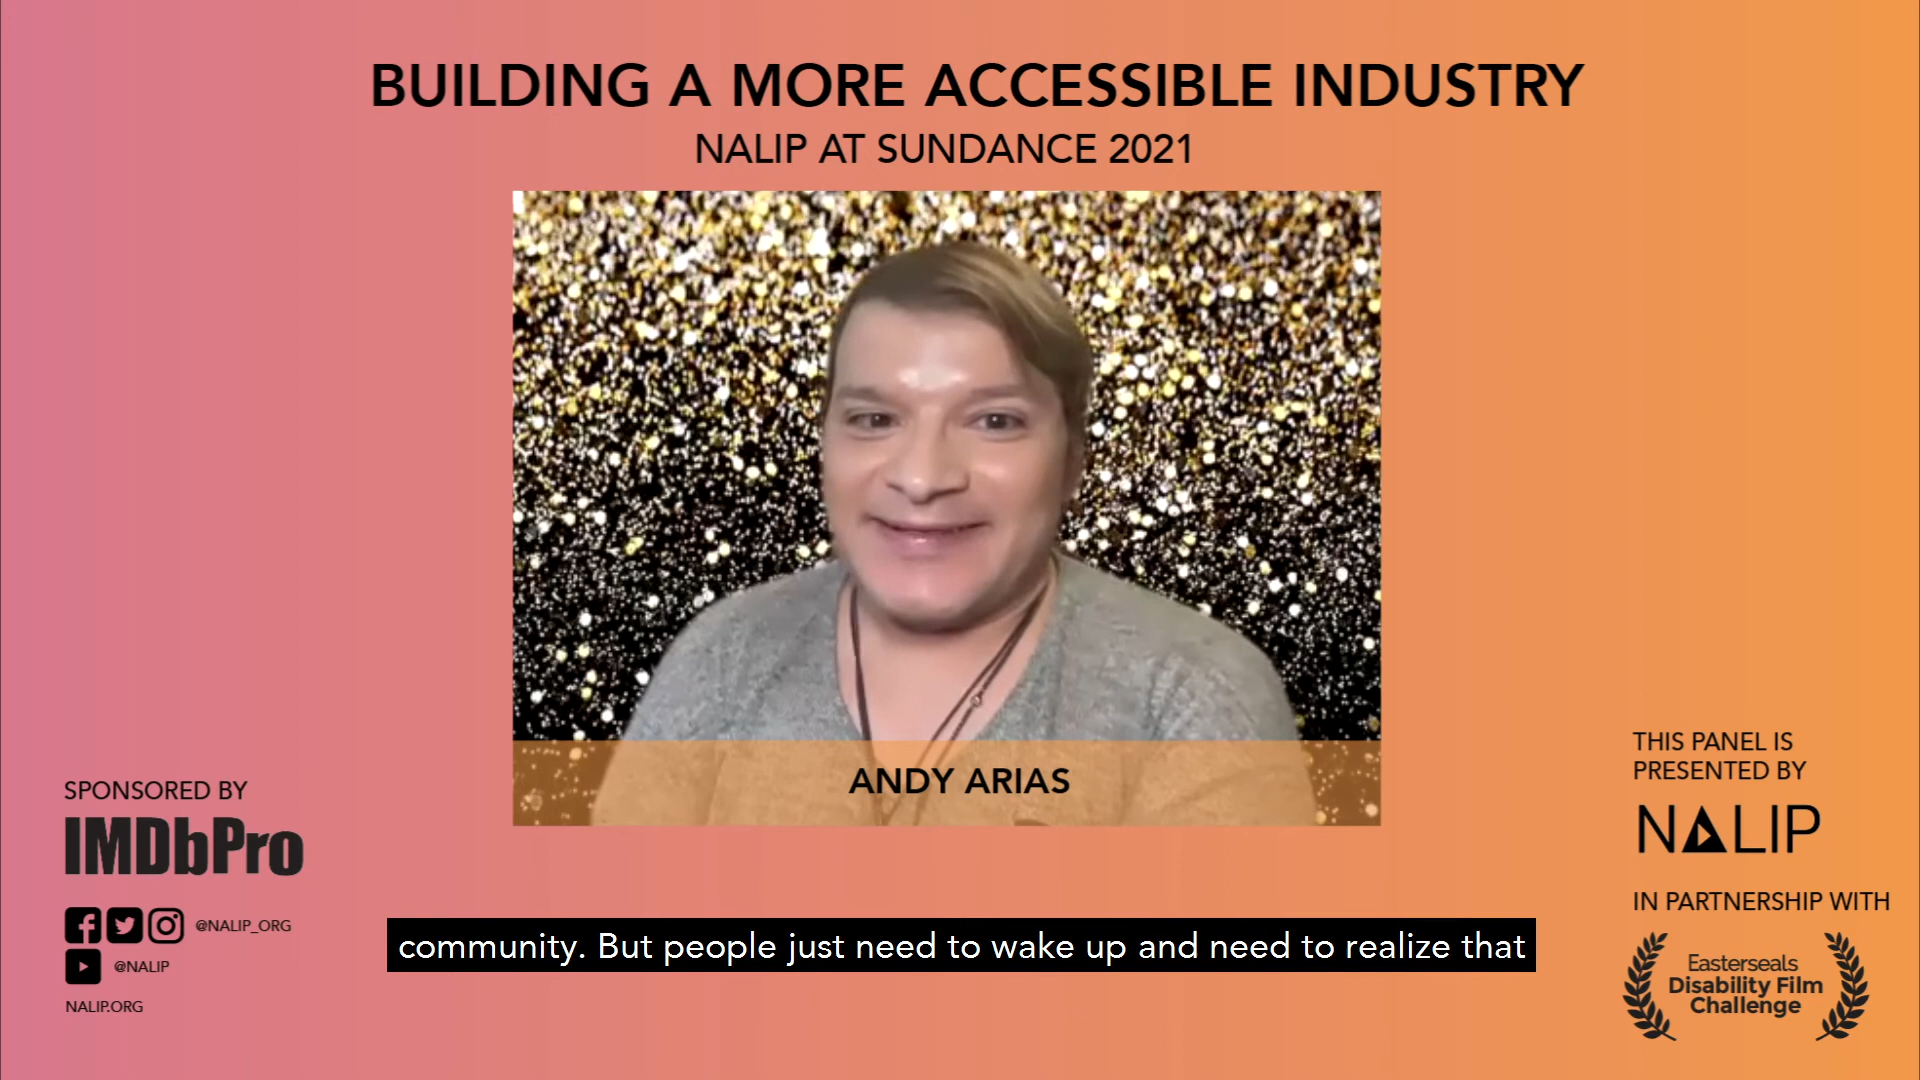 BUILDING A MORE ACCESSIBLE INDUSTRY
NALIP AT SUNDANCE 2021
ANDY ARIAS
SPONSORED BY
IMDbPro
@NALIP_ORG
@NALIP
NALIP.ORG
community. But people just need to wake up and need to realize that
THIS PANEL IS
PRESENTED BY
NALIP
IN PARTNERSHIP WITH
Easterseals
Disability Film
Challenge